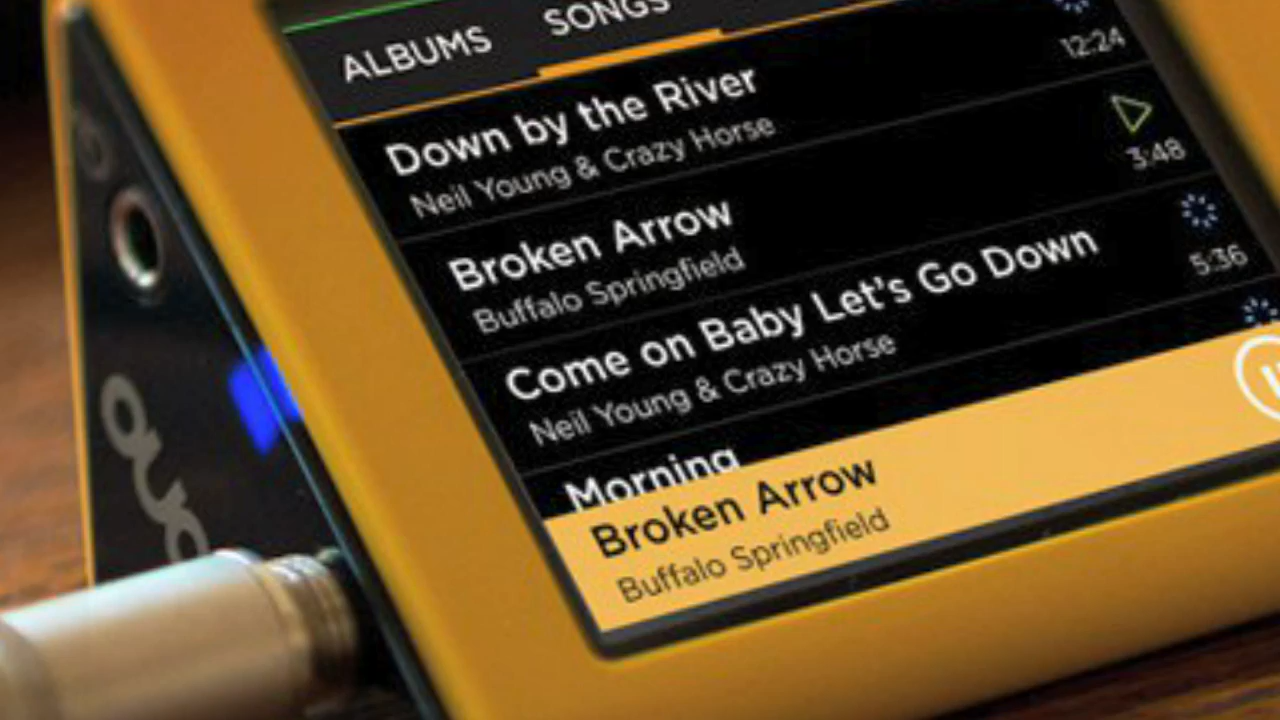 ALBUMS SONGS
12:24
Down by the River
Neil Young & Crazy Horse
3:48
Broken Arrow
Buffalo Springfield
5:36
Come on Baby Let's Go Down
Neil Young & Crazy Horse
Morning
Broken Arrow
Buffalo Springfield